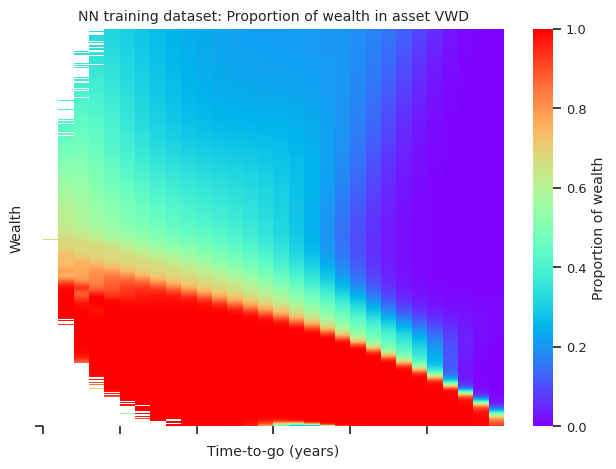 NN training dataset: Proportion of wealth in asset VWD
Wealth
Time-to-go (years)
1.0
0.8
0.6
0.4
0.2
0.0
Proportion of wealth